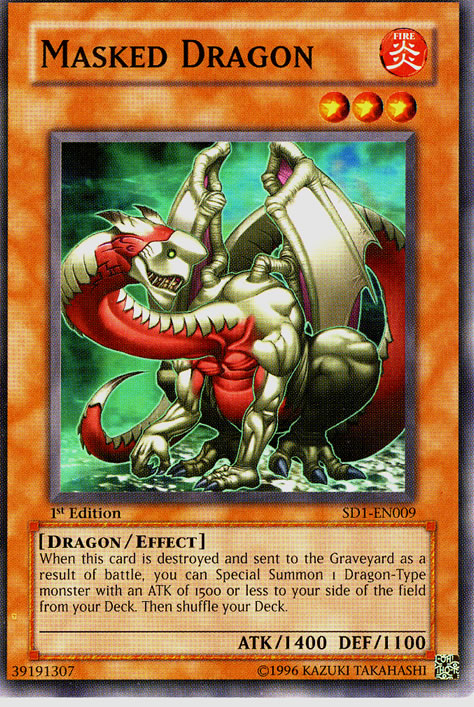 MASKED DRAGON
FIRE
炎
1st Edition
SD1-EN009
[DRAGON/EFFECT]
When this card is destroyed and sent to the Graveyard as a
result of battle, you can Special Summon 1 Dragon-Type
monster with an ATK of 1500 or less to your side of the field
from your Deck. Then shuffle your Deck.
ATK/1400 DEF/1100
39191307
©1996 KAZUKI TAKAHASHI